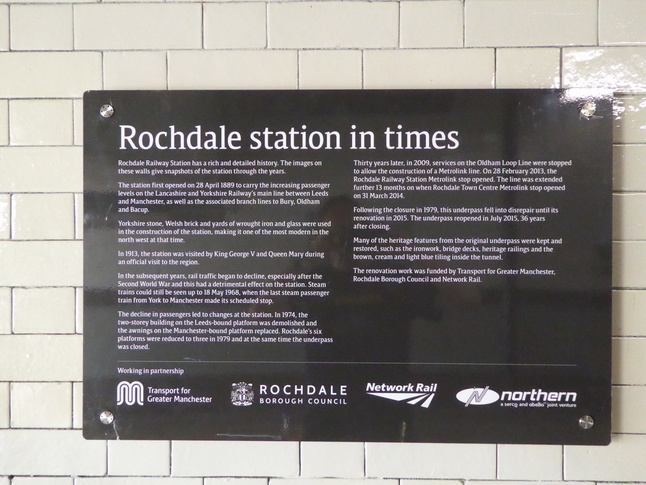 Rochdale station in times
Rochdale Railway Station has a rich and detailed history. The images on
these walls give snapshots of the station through the years.
The station first opened on 28 April 1889 to carry the increasing passenger
levels on the Lancashire and Yorkshire Railway's main line between Leeds
and Manchester, as well as the associated branch lines to Bury, Oldham
and Bacup.
Yorkshire stone, Welsh brick and yards of wrought iron and glass were used
in the construction of the station, making it one of the most modern in the
north west at that time.
In 1913, the station was visited by King George V and Queen Mary during
an official visit to the region.
In the subsequent years, rail traffic began to decline, especially after the
Second World War and this had a detrimental effect on the station. Steam
trains could still be seen up to 18 May 1968, when the last steam passenger
train from York to Manchester made its scheduled stop.
The decline in passengers led to changes at the station. In 1974, the
two-storey building on the Leeds-bound platform was demolished and
the awnings on the Manchester-bound platform replaced. Rochdale's six
platforms were reduced to three in 1979 and at the same time the underpass
was closed.
Thirty years later, in 2009, services on the Oldham Loop Line were stopped
to allow the construction of a Metrolink line. On 28 February 2013, the
Rochdale Railway Station Metrolink stop opened. The line was extended
further 13 months on when Rochdale Town Centre Metrolink stop opened
on 31 March 2014.
Following the closure in 1979, this underpass fell into disrepair until its
renovation in 2015. The underpass reopened in July 2015, 36 years
after closing.
Many of the heritage features from the original underpass were kept and
restored, such as the ironwork, bridge decks, heritage railings and the
brown, cream and light blue tiling inside the tunnel.
The renovation work was funded by Transport for Greater Manchester,
Rochdale Borough Council and Network Rail.
Working in partnership
Transport for
Greater Manchester
ROCHDALE
BOROUGH COUNCIL
Network Rail
northern
a serco and abellio joint venture